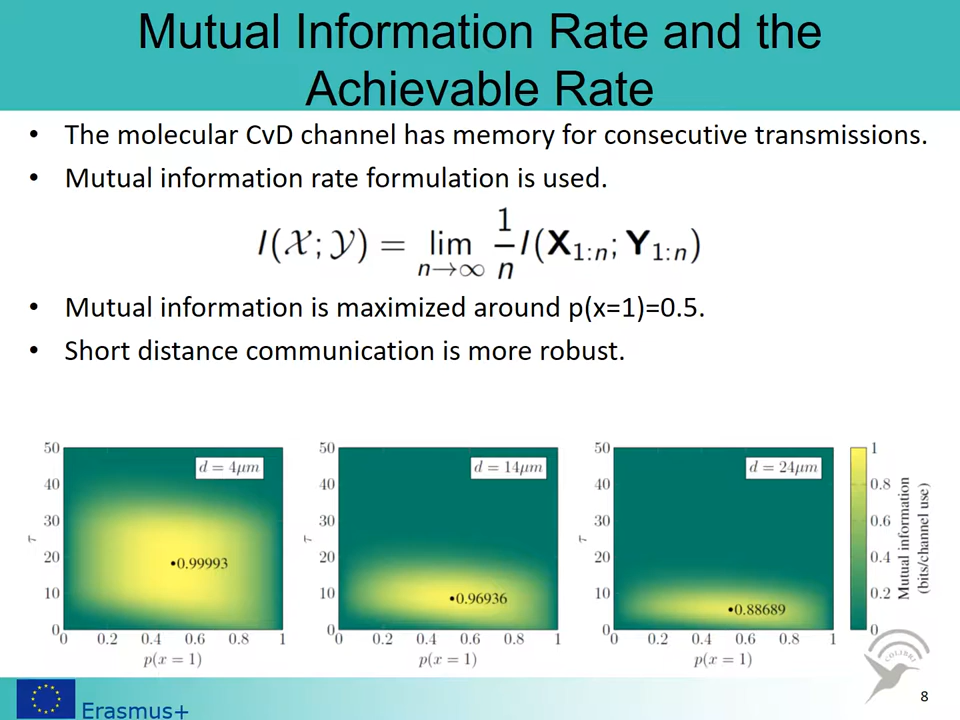 Mutual Information Rate and the
Achievable Rate
• The molecular CvD channel has memory for consecutive transmissions.
• Mutual information rate formulation is used.
I(𝒳; 𝒴) = lim_{n→∞} 1/n I(X_{1:n}; Y_{1:n})
• Mutual information is maximized around p(x=1)=0.5.
• Short distance communication is more robust.
50 40 30 20 10 0
τ
d = 4μm
•0.99993
0 0.2 0.4 0.6 0.8 1
p(x = 1)
50 40 30 20 10 0
τ
d = 14μm
•0.96936
0 0.2 0.4 0.6 0.8 1
p(x = 1)
50 40 30 20 10 0
τ
d = 24μm
•0.88689
0 0.2 0.4 0.6 0.8 1
p(x = 1)
1 0.8 0.6 0.4 0.2 0
Mutual information
(bits/channel use)
COLIBRI
Erasmus+
8